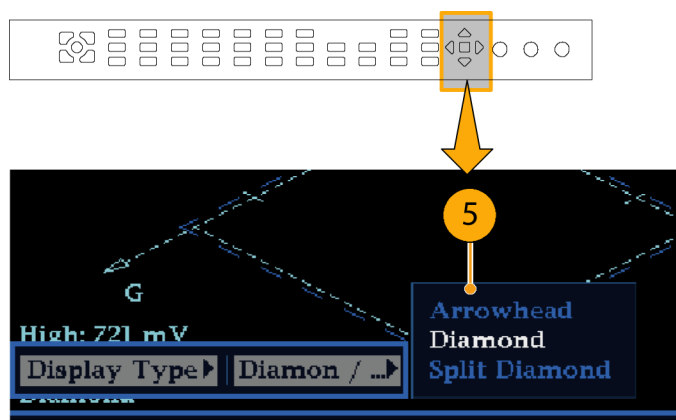 5
G
High: 721 mV
Display Type Diamon / ...
Arrowhead
Diamond
Split Diamond